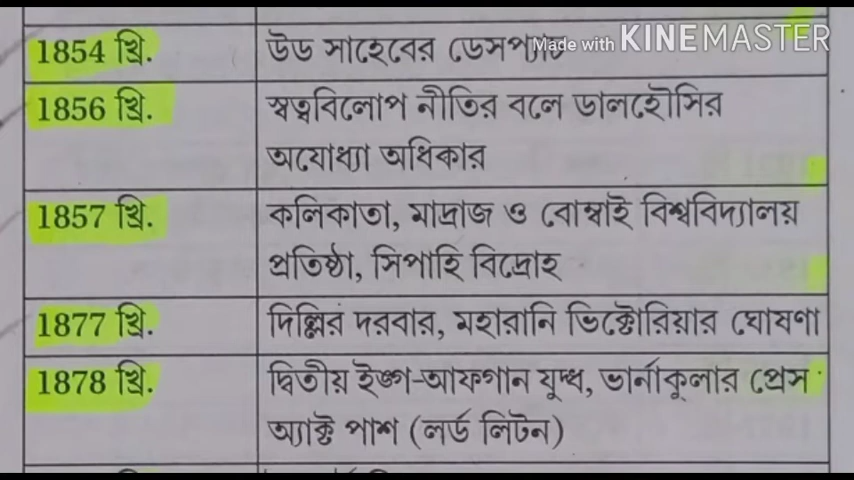 Made with KINEMASTER
1854 খ্রি. উড সাহেবের ডেসপ্যাচ
1856 খ্রি. স্বত্ববিলোপ নীতির বলে ডালহৌসির
অযোধ্যা অধিকার
1857 খ্রি. কলিকাতা, মাদ্রাজ ও বোম্বাই বিশ্ববিদ্যালয়
প্রতিষ্ঠা, সিপাহি বিদ্রোহ
1877 খ্রি. দিল্লির দরবার, মহারানি ভিক্টোরিয়ার ঘোষণা
1878 খ্রি. দ্বিতীয় ইঙ্গ-আফগান যুদ্ধ, ভার্নাকুলার প্রেস
অ্যাক্ট পাশ (লর্ড লিটন)